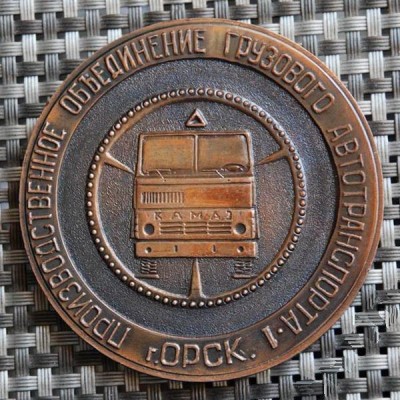 ПРОИЗВОДСТВЕННОЕ ОБЪЕДИНЕНИЕ ГРУЗОВОГО АВТОТРАНСПОРТА·1
КАМАЗ
г.ОРСК.